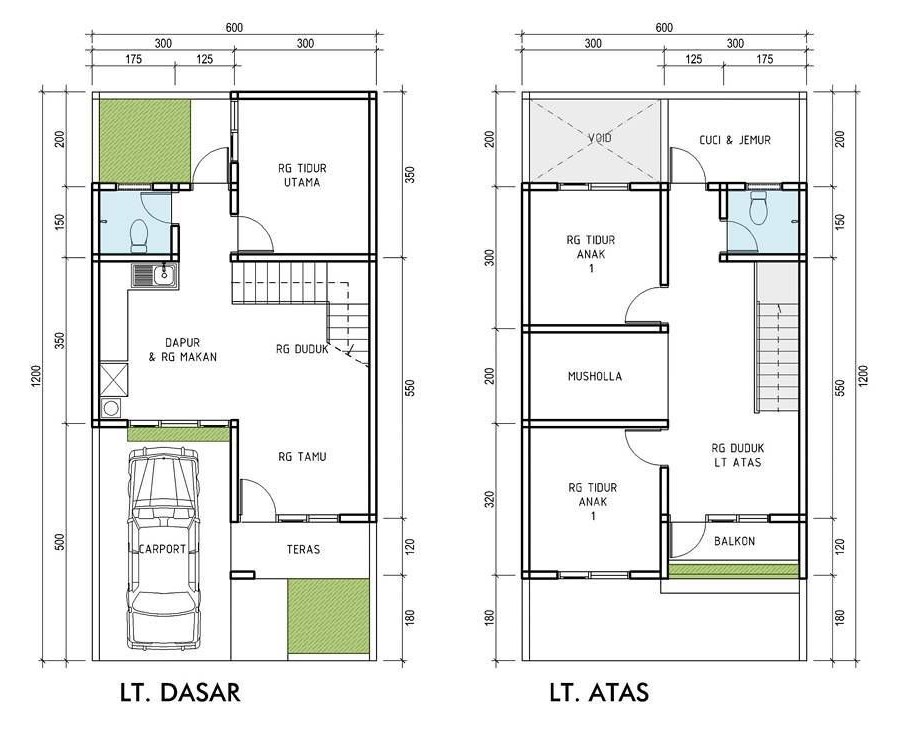 600
300
300
175
125
200
150
350
1200
500
350
550
120
180
RG TIDUR
UTAMA
DAPUR
& RG MAKAN
RG DUDUK
RG TAMU
CARPORT
TERAS
LT. DASAR
600
300
300
125
175
200
300
200
320
180
200
150
550
1200
120
180
VOID
CUCI & JEMUR
RG TIDUR
ANAK
1
MUSHOLLA
RG DUDUK
LT ATAS
RG TIDUR
ANAK
1
BALKON
LT. ATAS